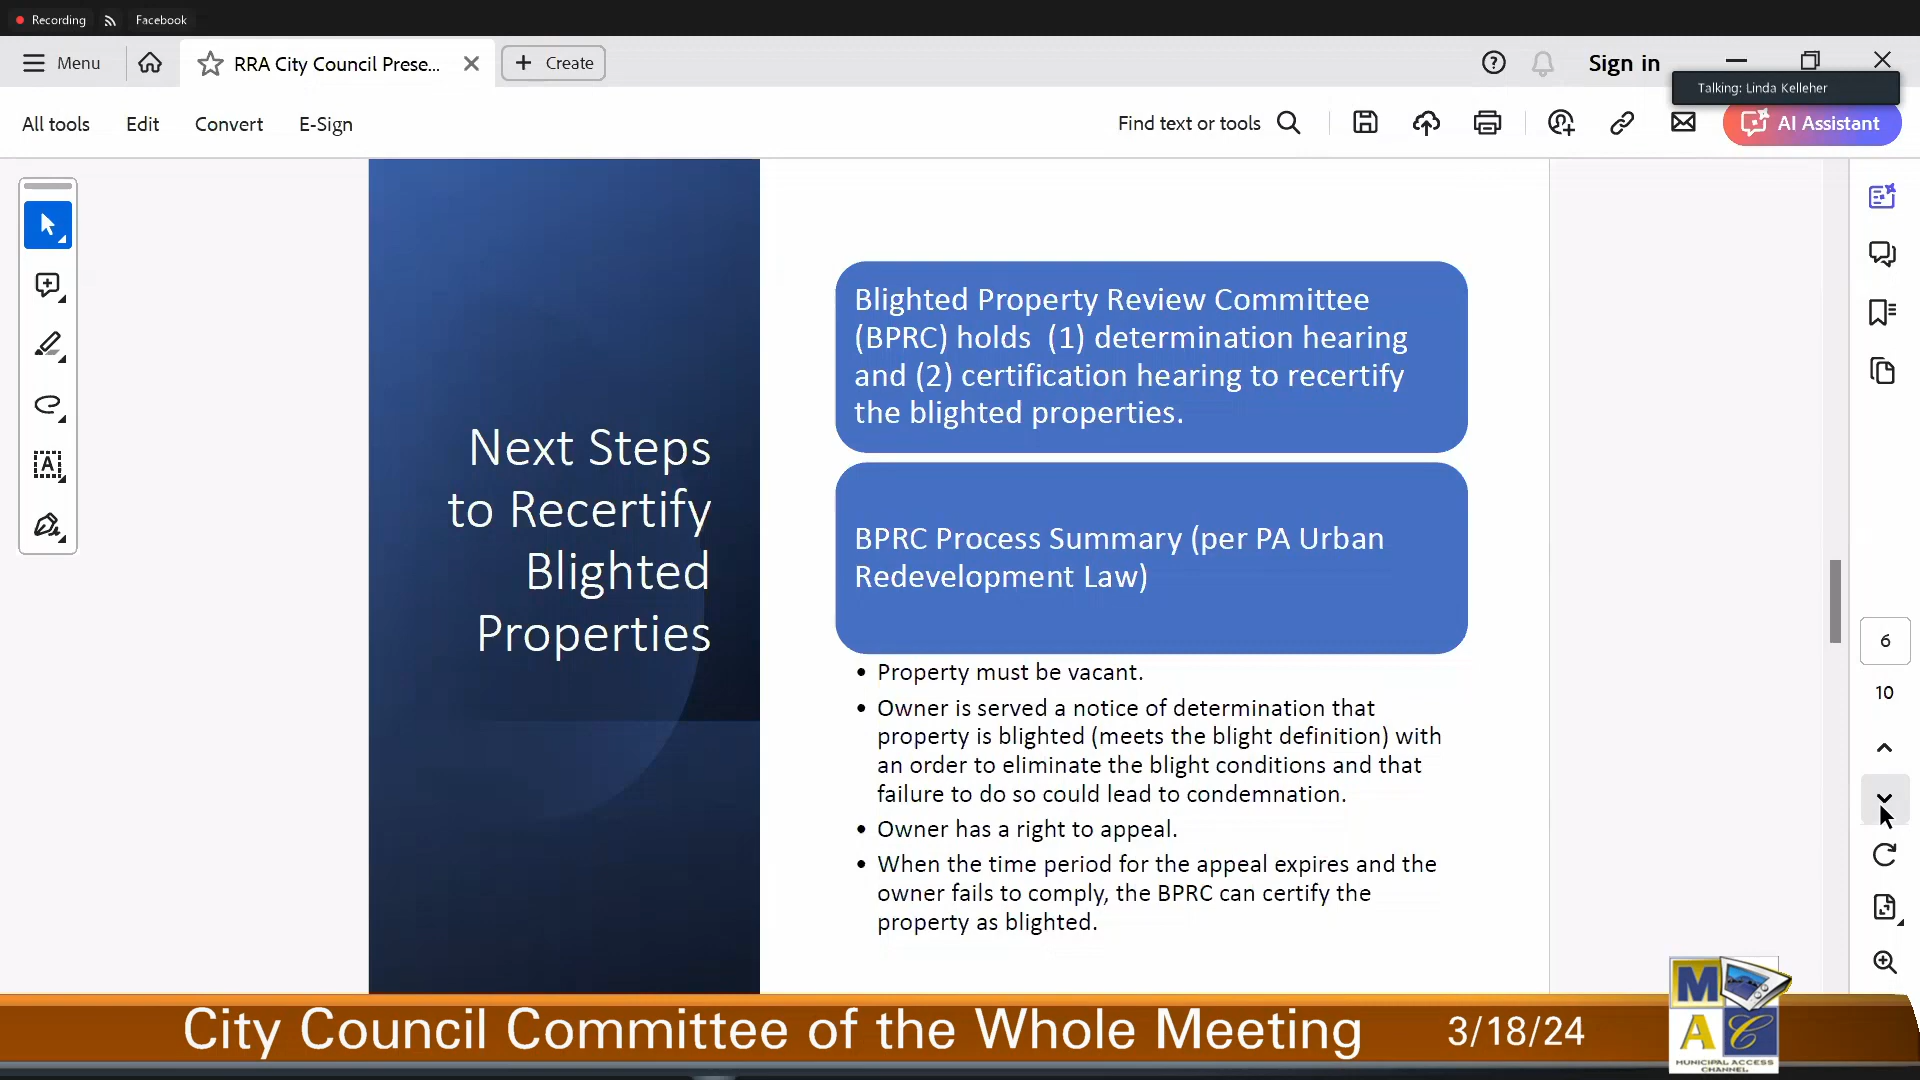 Recording
Facebook
Menu
RRA City Council Prese...
Create
Sign in
Talking: Linda Kelleher
All tools
Edit
Convert
E-Sign
Find text or tools
AI Assistant
Next Steps
to Recertify
Blighted
Properties
Blighted Property Review Committee
(BPRC) holds (1) determination hearing
and (2) certification hearing to recertify
the blighted properties.
BPRC Process Summary (per PA Urban
Redevelopment Law)
• Property must be vacant.
• Owner is served a notice of determination that
property is blighted (meets the blight definition) with
an order to eliminate the blight conditions and that
failure to do so could lead to condemnation.
• Owner has a right to appeal.
• When the time period for the appeal expires and the
owner fails to comply, the BPRC can certify the
property as blighted.
6
10
City Council Committee of the Whole Meeting
3/18/24
M
A C
MUNICIPAL ACCESS
CHANNEL